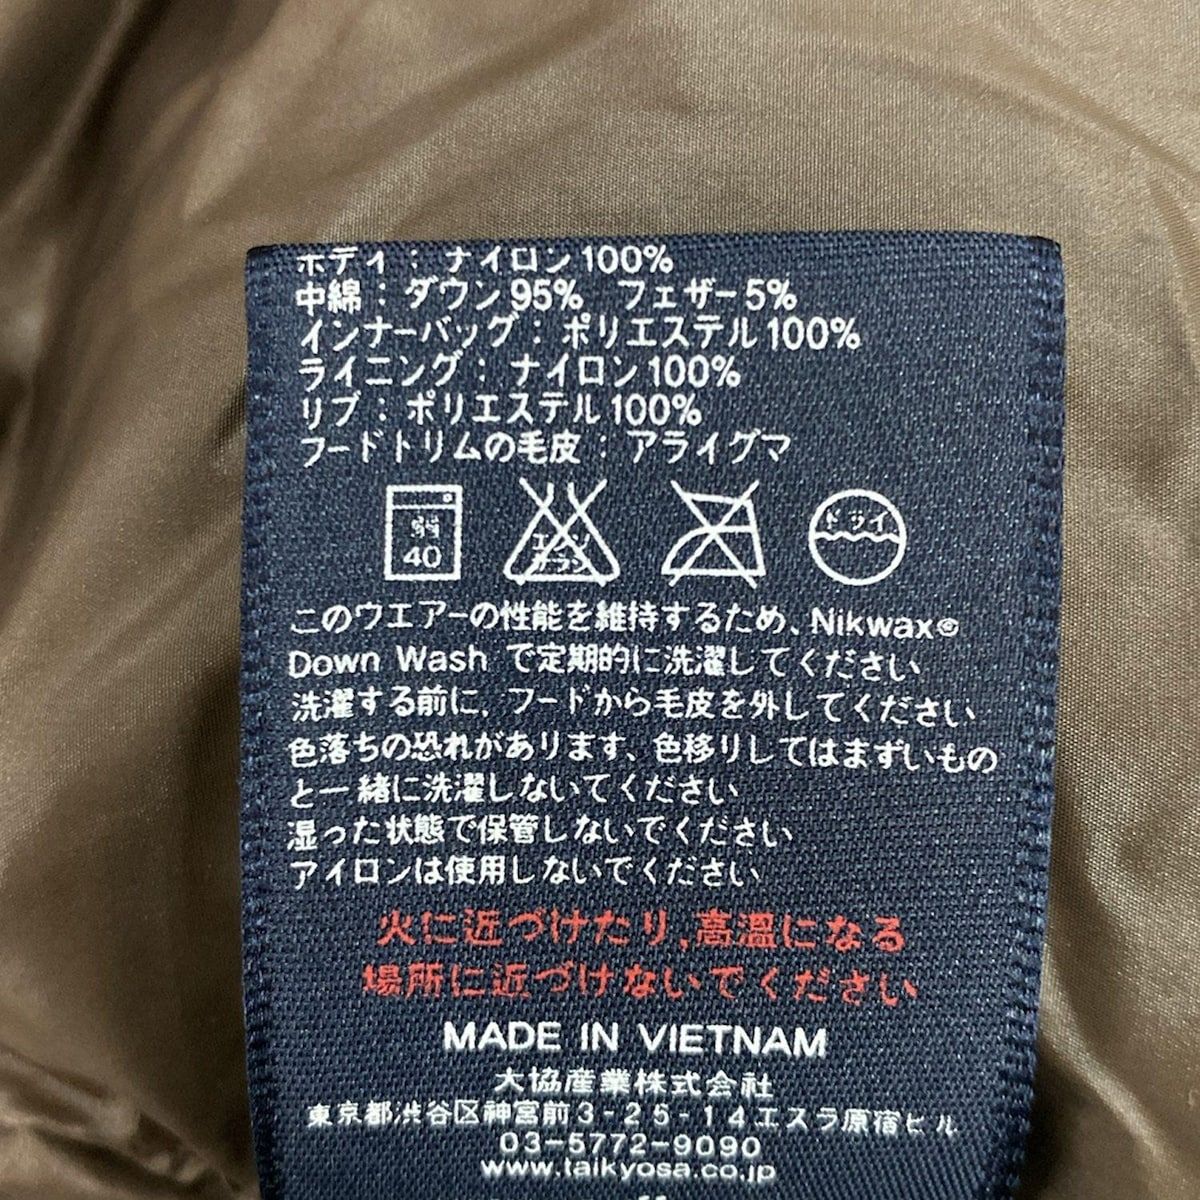 ボディ：ナイロン100%
中綿：ダウン95%　フェザー5%
インナーバッグ：ポリエステル100%
ライニング：ナイロン100%
リブ：ポリエステル100%
フードトリムの毛皮：アライグマ
弱
40
エンソ
サラシ
ドライ
このウエアーの性能を維持するため、Nikwax®
Down Wash で定期的に洗濯してください
洗濯する前に, フードから毛皮を外してください
色落ちの恐れがあります、色移りしてはまずいもの
と一緒に洗濯しないでください
湿った状態で保管しないでください
アイロンは使用しないでください
火に近づけたり,高温になる
場所に近づけないでください
MADE IN VIETNAM
大協産業株式会社
東京都渋谷区神宮前3-25-14エスラ原宿ビル
03-5772-9090
www.taikyosa.co.jp